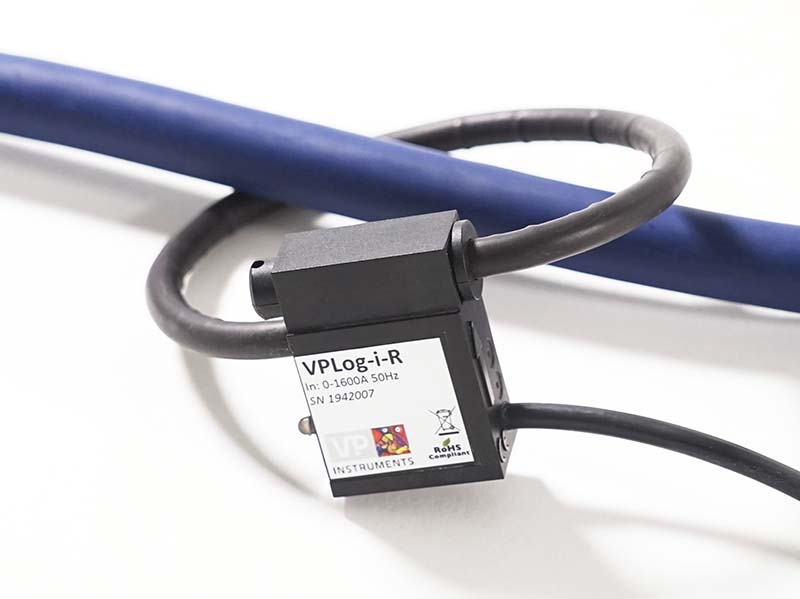 VPLog-i-R
In: 0-1600A 50Hz
SN 1942007
VP
INSTRUMENTS
RoHS
Compliant